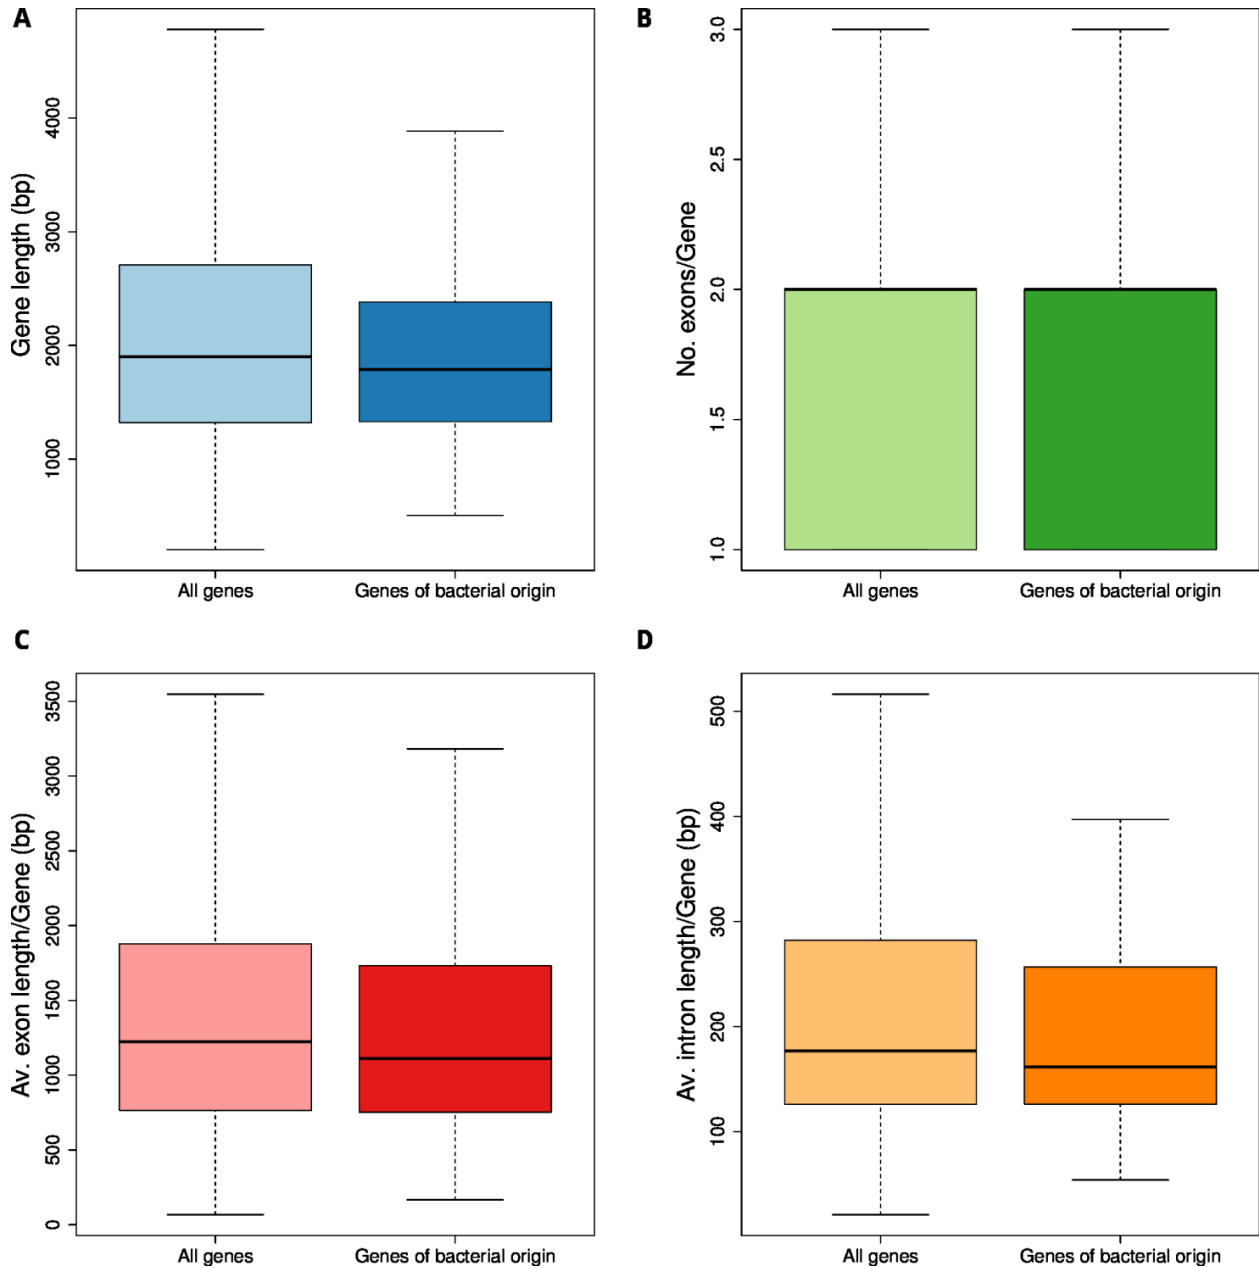 A
Gene length (bp)
4000
3000
2000
1000
All genes
Genes of bacterial origin
B
No. exons/Gene
3.0
2.5
2.0
1.5
1.0
All genes
Genes of bacterial origin
C
Av. exon length/Gene (bp)
3500
3000
2500
2000
1500
1000
500
0
All genes
Genes of bacterial origin
D
Av. intron length/Gene (bp)
500
400
300
200
100
All genes
Genes of bacterial origin